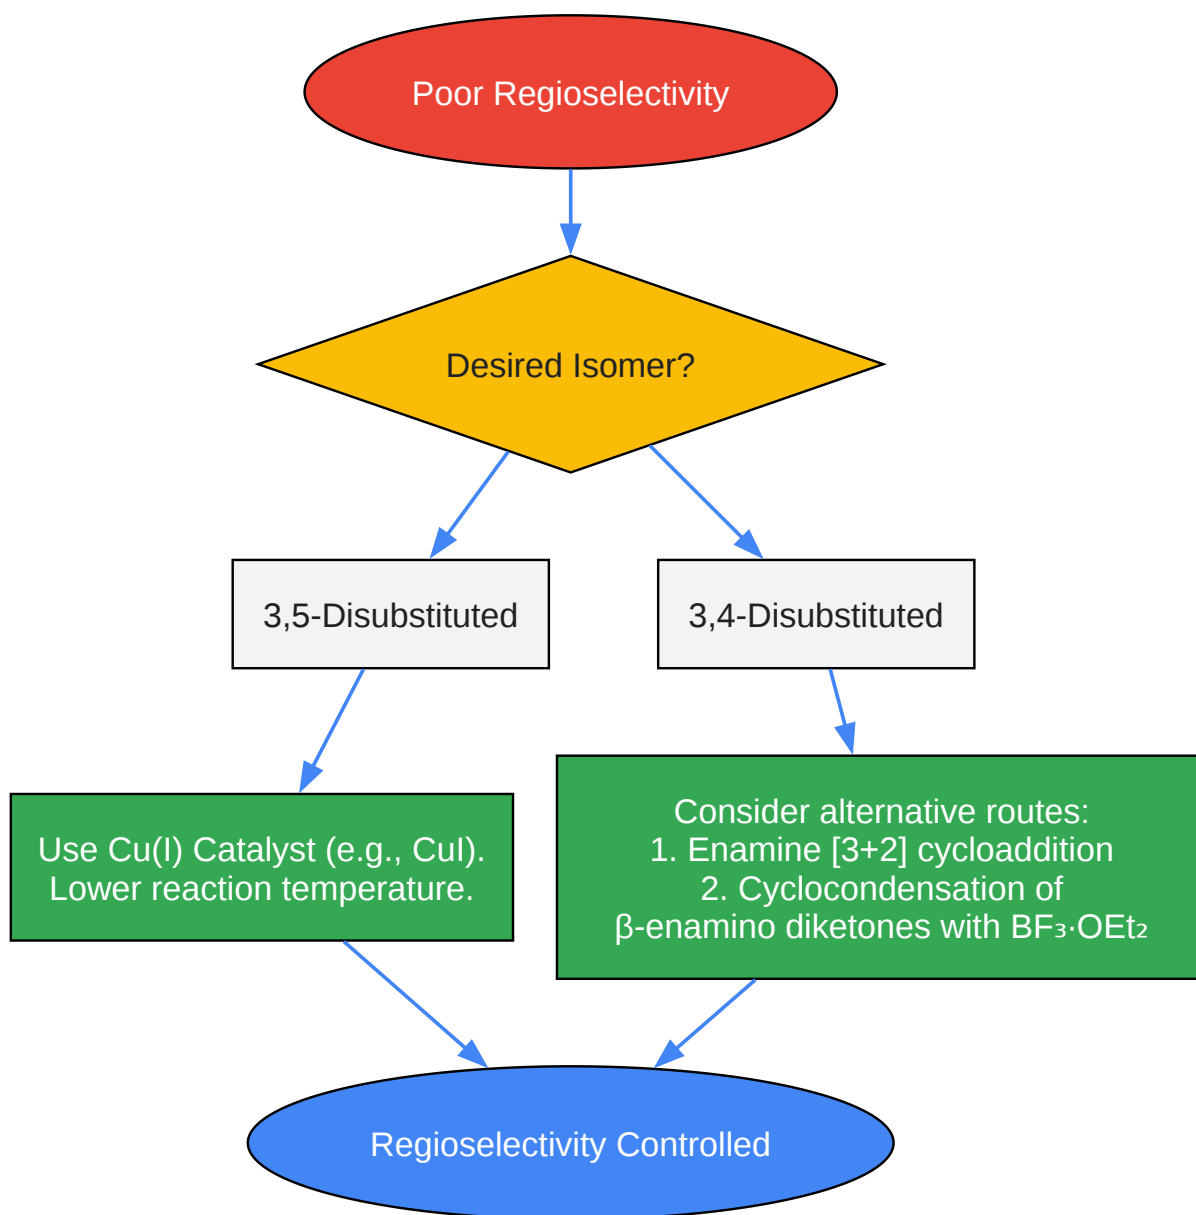 Poor Regioselectivity
Desired Isomer?
3,5-Disubstituted
3,4-Disubstituted
Use Cu(I) Catalyst (e.g., CuI).
Lower reaction temperature.
Consider alternative routes:
1. Enamine [3+2] cycloaddition
2. Cyclocondensation of
β-enamino diketones with BF₃·OEt₂
Regioselectivity Controlled